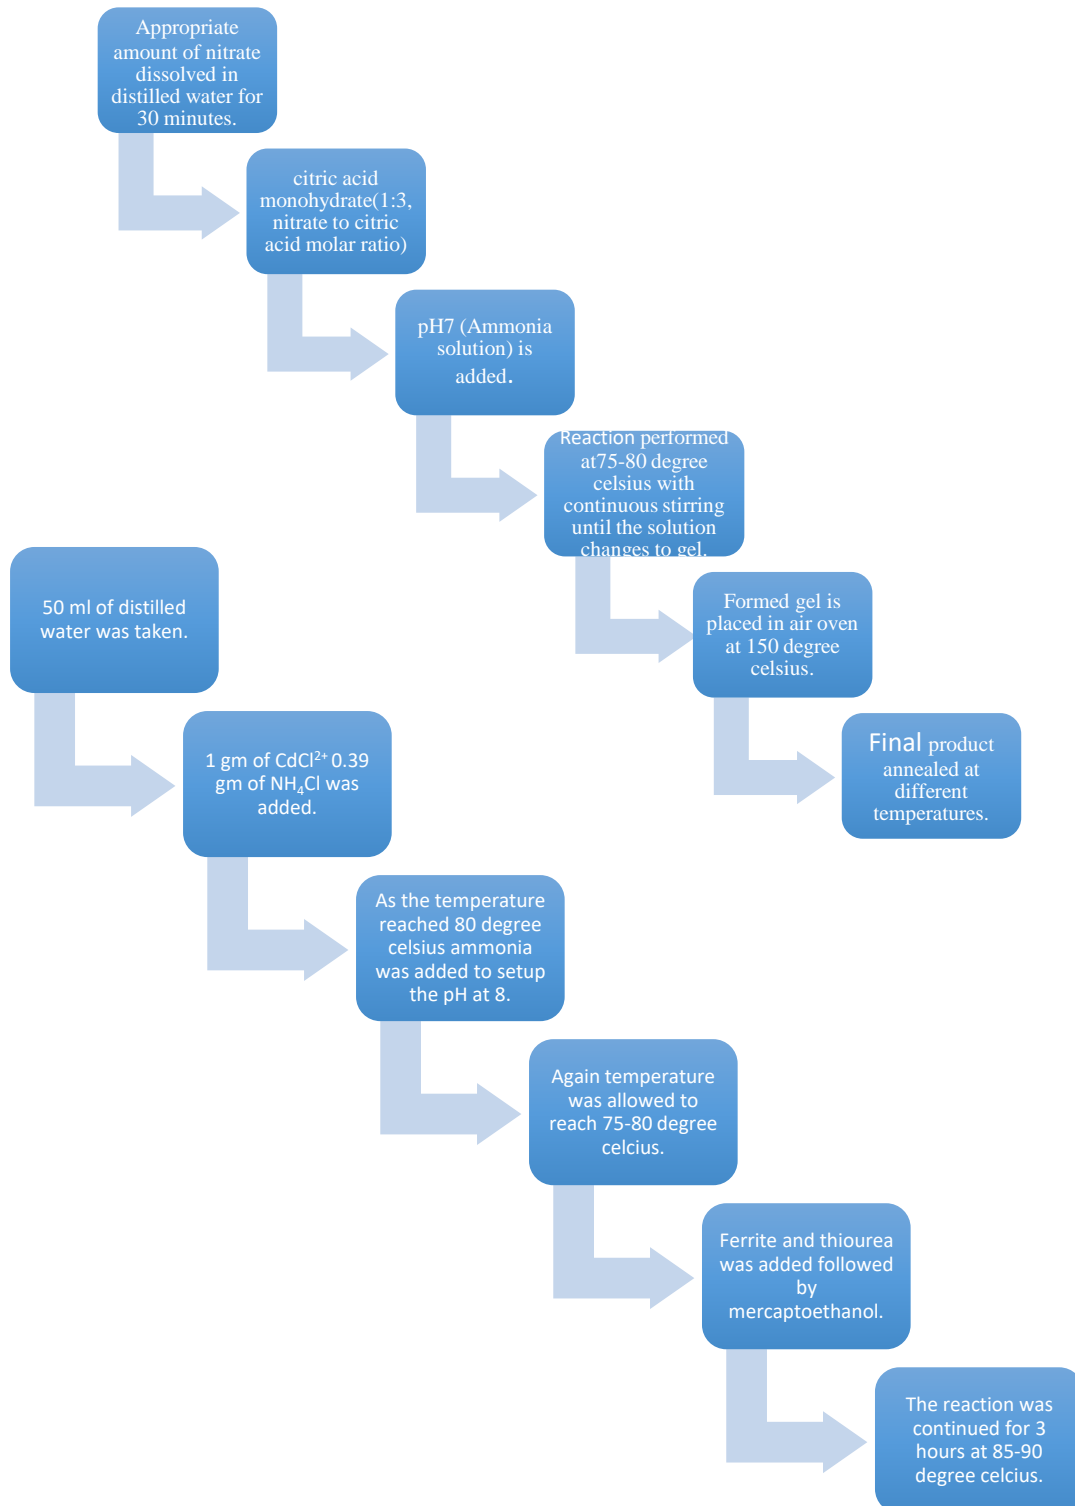 Appropriate
amount of nitrate
dissolved in
distilled water for
30 minutes.
citric acid
monohydrate(1:3,
nitrate to citric
acid molar ratio)
pH7 (Ammonia
solution) is
added.
Reaction performed
at75-80 degree
celsius with
continuous stirring
until the solution
changes to gel.
Formed gel is
placed in air oven
at 150 degree
celsius.
Final product
annealed at
different
temperatures.
50 ml of distilled
water was taken.
1 gm of CdCl²⁺ 0.39
gm of NH₄Cl was
added.
As the temperature
reached 80 degree
celsius ammonia
was added to setup
the pH at 8.
Again temperature
was allowed to
reach 75-80 degree
celcius.
Ferrite and thiourea
was added followed
by
mercaptoethanol.
The reaction was
continued for 3
hours at 85-90
degree celcius.